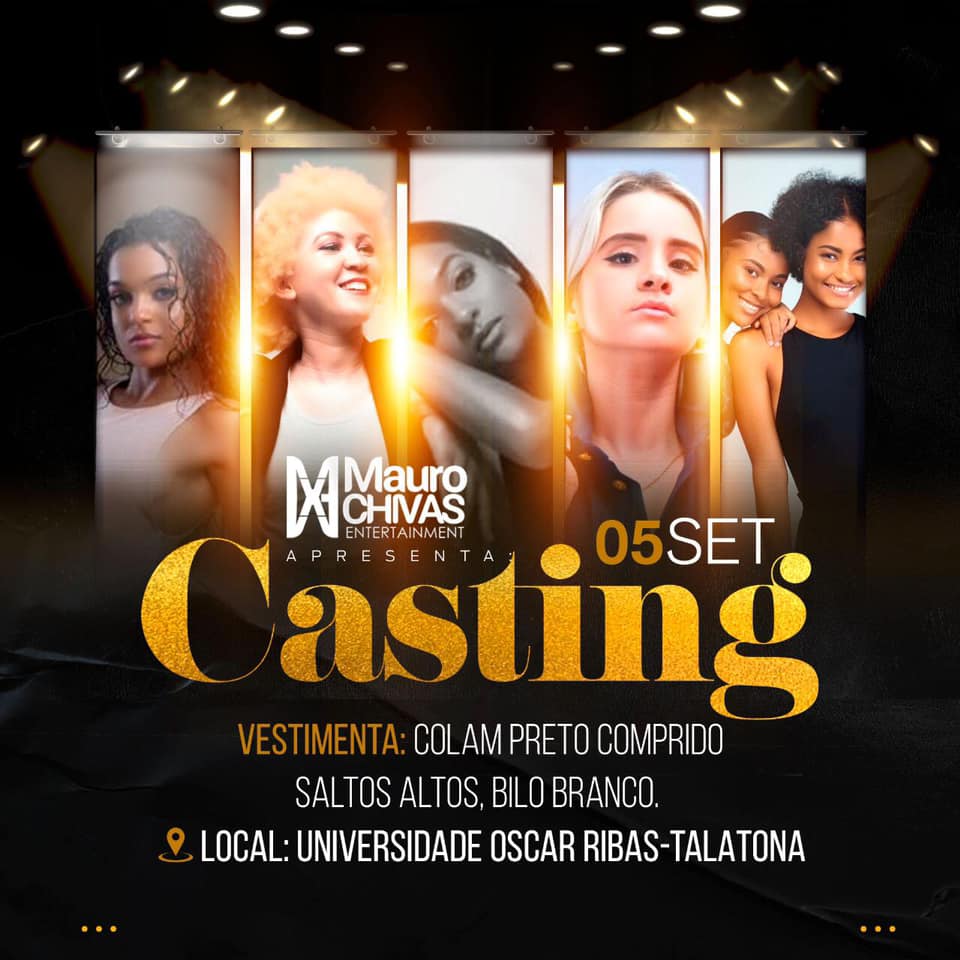 Mauro
CHIVAS
ENTERTAINMENT
APRESENTA:
05SET
Casting
VESTIMENTA: COLAM PRETO COMPRIDO
SALTOS ALTOS, BILO BRANCO.
LOCAL: UNIVERSIDADE OSCAR RIBAS-TALATONA